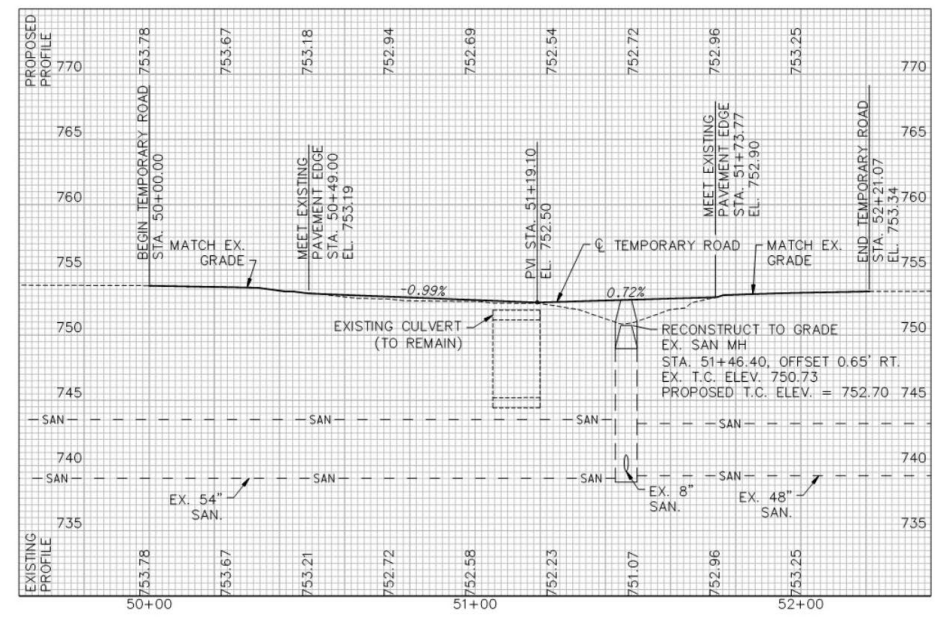 PROPOSED
PROFILE
753.78
753.67
753.18
752.94
752.69
752.54
752.72
752.96
753.25
770
770
765
765
760
760
755
755
750
745
745
740
740
735
735
BEGIN TEMPORARY ROAD
STA. 50+00.00
MEET EXISTING
PAVEMENT EDGE
STA. 50+49.00
EL. 753.19
PVI STA. 51+19.10
EL. 752.50
MEET EXISTING
PAVEMENT EDGE
STA. 51+73.77
EL. 752.90
END TEMPORARY ROAD
STA. 52+21.07
EL. 753.34
MATCH EX.
GRADE
℄ TEMPORARY ROAD
MATCH EX.
GRADE
-0.99%
0.72%
EXISTING CULVERT
(TO REMAIN)
RECONSTRUCT TO GRADE
EX. SAN MH
STA. 51+46.40, OFFSET 0.65' RT.
EX. T.C. ELEV. 750.73
PROPOSED T.C. ELEV. = 752.70
750
SAN
SAN
SAN
SAN
SAN
SAN
EX. 54"
SAN.
EX. 8"
SAN.
EX. 48"
SAN.
EXISTING
PROFILE
753.78
753.67
753.21
752.72
752.58
752.23
751.07
752.96
753.25
50+00
51+00
52+00